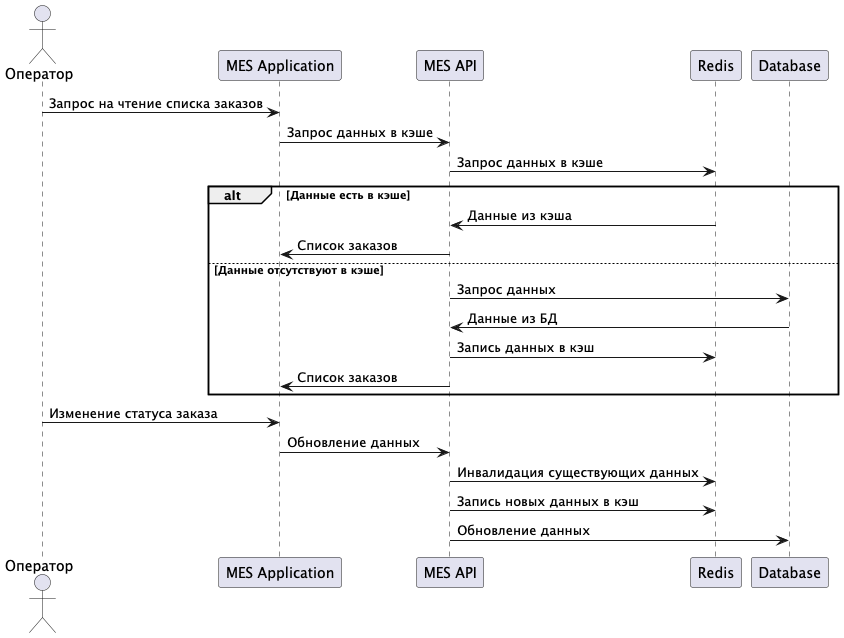 Оператор
MES Application
MES API
Redis
Database
Запрос на чтение списка заказов
Запрос данных в кэше
Запрос данных в кэше
alt
[Данные есть в кэше]
Данные из кэша
Список заказов
[Данные отсутствуют в кэше]
Запрос данных
Данные из БД
Запись данных в кэш
Список заказов
Изменение статуса заказа
Обновление данных
Инвалидация существующих данных
Запись новых данных в кэш
Обновление данных
Оператор
MES Application
MES API
Redis
Database